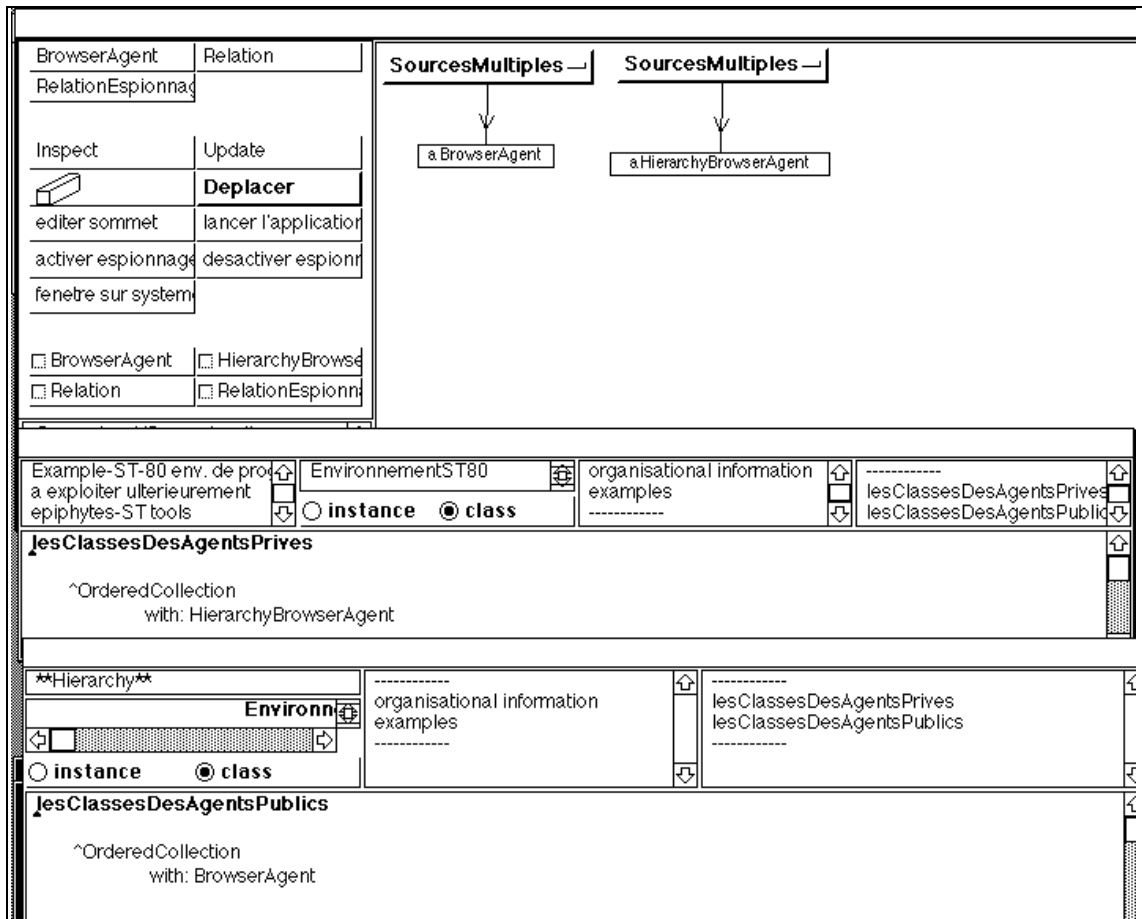 BrowserAgent Relation
RelationEspionnag
Inspect Update
Deplacer
editer sommet lancer l'application
activer espionnage desactiver espionn
fenetre sur system
BrowserAgent HierarchyBrowse
Relation RelationEspionn
SourcesMultiples SourcesMultiples
a BrowserAgent a HierarchyBrowserAgent
Example-ST-80 env. de prog
a exploiter ulterieurement
epiphytes-ST tools
EnvironnementST80
instance class
organisational information
examples
------------
------------
lesClassesDesAgentsPrives
lesClassesDesAgentsPublic
lesClassesDesAgentsPrives
^OrderedCollection
with: HierarchyBrowserAgent
**Hierarchy**
Environn
instance class
------------
organisational information
examples
------------
------------
lesClassesDesAgentsPrives
lesClassesDesAgentsPublics
------------
lesClassesDesAgentsPublics
^OrderedCollection
with: BrowserAgent